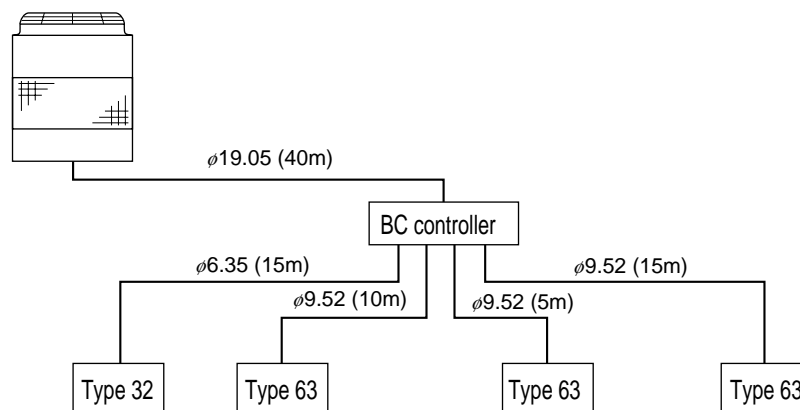 ø19.05 (40m)
BC controller
ø6.35 (15m)
ø9.52 (15m)
ø9.52 (10m)
ø9.52 (5m)
Type 32
Type 63
Type 63
Type 63